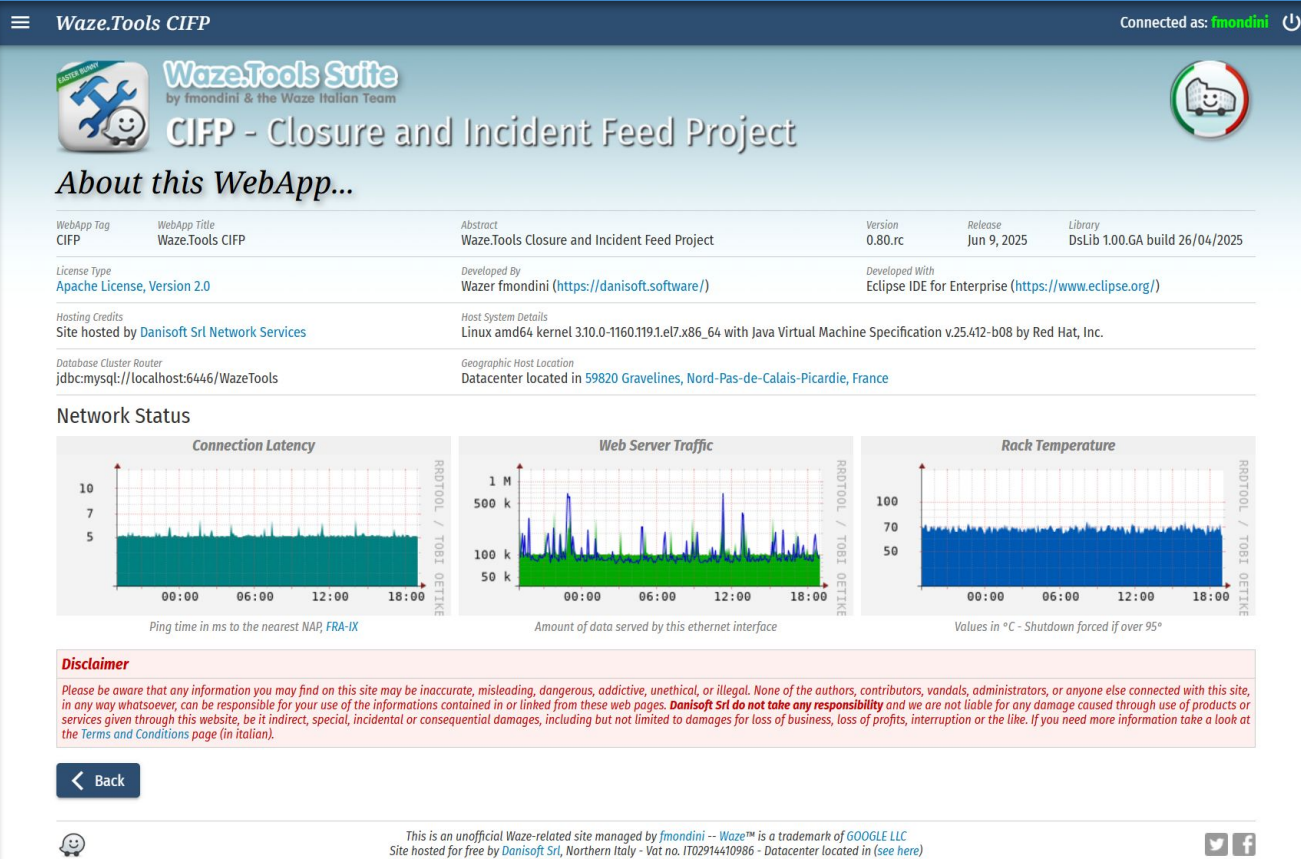 Waze.Tools CIFP
Connected as: fmondini
EASTER BUNNY
Waze.Tools Suite
by fmondini & the Waze Italian Team
CIFP - Closure and Incident Feed Project
About this WebApp...
WebApp Tag WebApp Title Abstract Version Release Library
CIFP Waze.Tools CIFP Waze.Tools Closure and Incident Feed Project 0.80.rc Jun 9, 2025 DsLib 1.00.GA build 26/04/2025
License Type Developed By Developed With
Apache License, Version 2.0 Wazer fmondini (https://danisoft.software/) Eclipse IDE for Enterprise (https://www.eclipse.org/)
Hosting Credits Host System Details
Site hosted by Danisoft Srl Network Services Linux amd64 kernel 3.10.0-1160.119.1.el7.x86_64 with Java Virtual Machine Specification v.25.412-b08 by Red Hat, Inc.
Database Cluster Router Geographic Host Location
jdbc:mysql://localhost:6446/WazeTools Datacenter located in 59820 Gravelines, Nord-Pas-de-Calais-Picardie, France
Network Status
Connection Latency
10
7
5
00:00 06:00 12:00 18:00
RRDTOOL / TOBI OETIKE
Ping time in ms to the nearest NAP, FRA-IX
Web Server Traffic
1 M
500 k
100 k
50 k
00:00 06:00 12:00 18:00
RRDTOOL / TOBI OETIKE
Amount of data served by this ethernet interface
Rack Temperature
100
70
50
00:00 06:00 12:00 18:00
RRDTOOL / TOBI OETIKE
Values in °C - Shutdown forced if over 95°
Disclaimer
Please be aware that any information you may find on this site may be inaccurate, misleading, dangerous, addictive, unethical, or illegal. None of the authors, contributors, vandals, administrators, or anyone else connected with this site,
in any way whatsoever, can be responsible for your use of the informations contained in or linked from these web pages. Danisoft Srl do not take any responsibility and we are not liable for any damage caused through use of products or
services given through this website, be it indirect, special, incidental or consequential damages, including but not limited to damages for loss of business, loss of profits, interruption or the like. If you need more information take a look at
the Terms and Conditions page (in italian).
Back
This is an unofficial Waze-related site managed by fmondini -- Waze™ is a trademark of GOOGLE LLC
Site hosted for free by Danisoft Srl, Northern Italy - Vat no. IT02914410986 - Datacenter located in (see here)